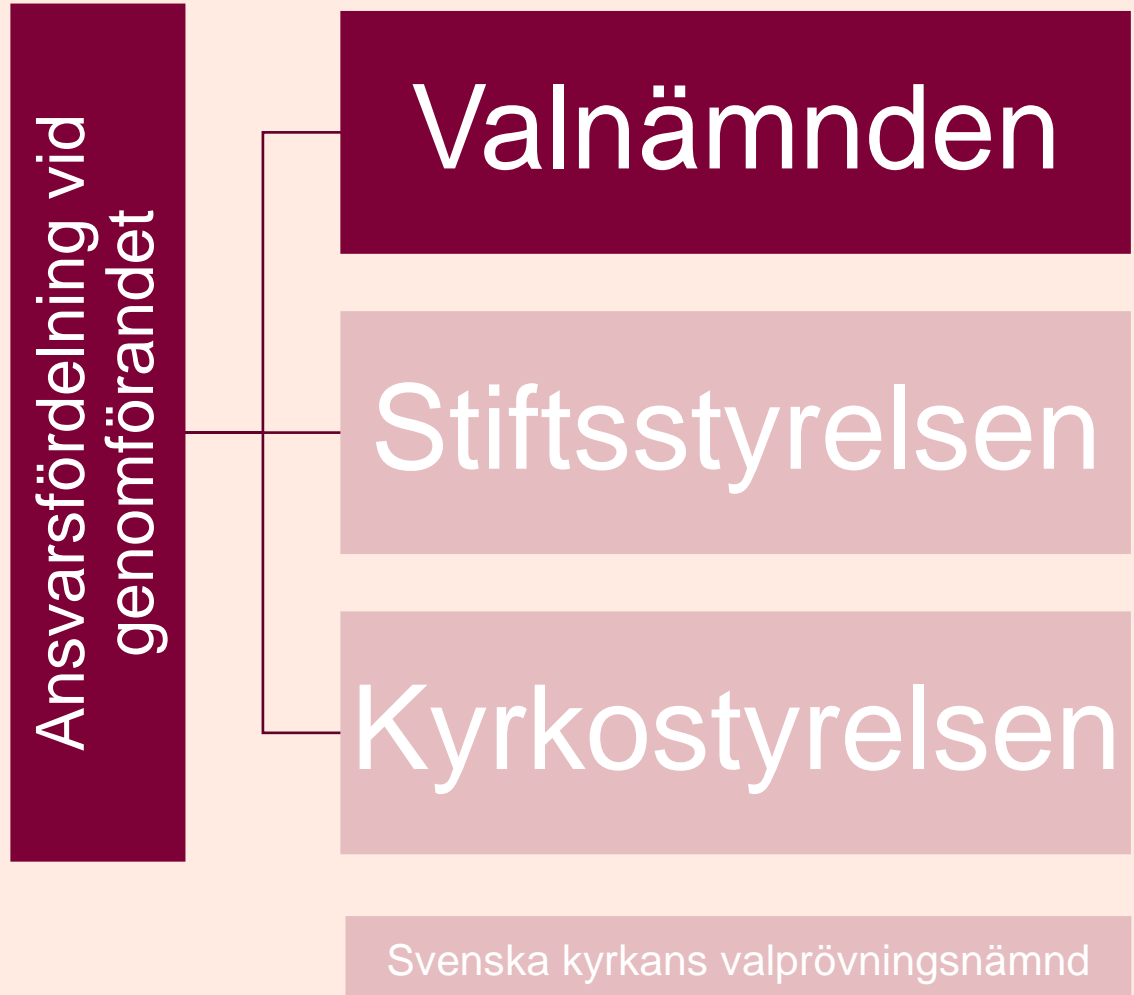 Ansvarsfördelning vid
genomförandet
Valnämnden
Stiftsstyrelsen
Kyrkostyrelsen
Svenska kyrkans valprövningsnämnd